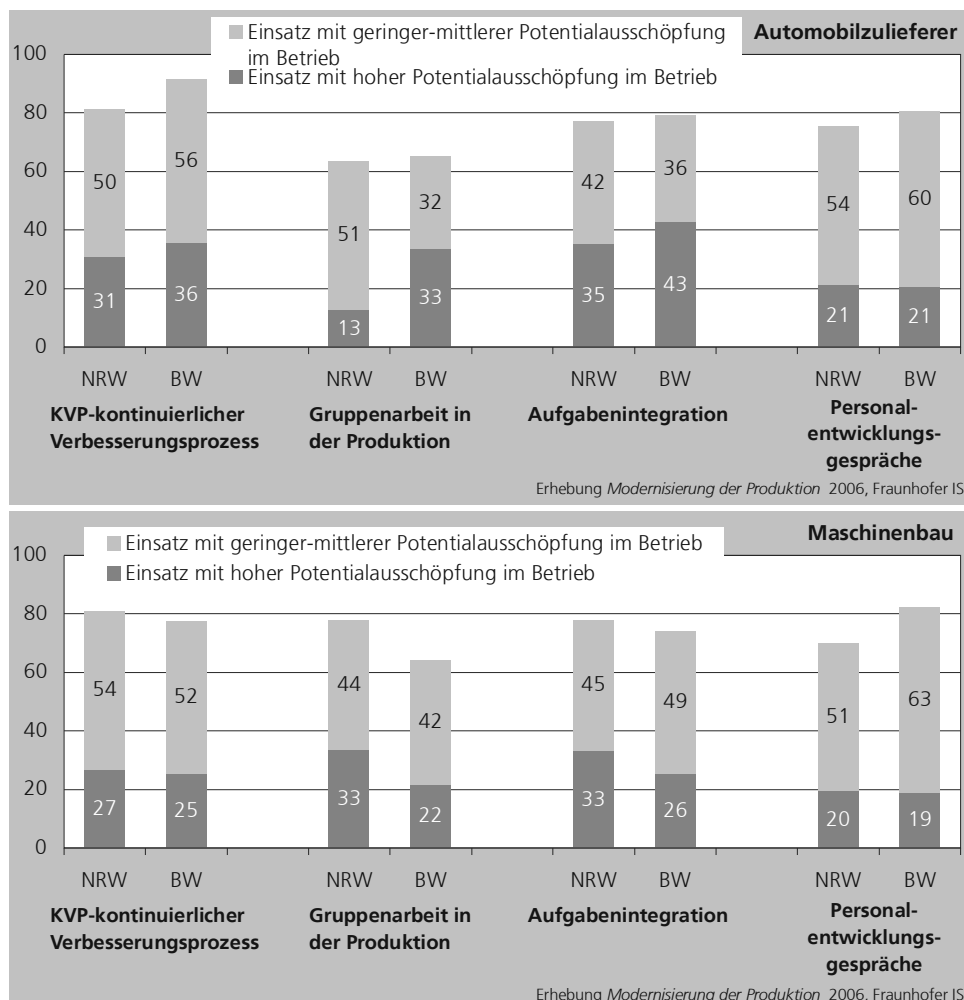 Einsatz mit geringer-mittlerer Potentialausschöpfung
im Betrieb
Einsatz mit hoher Potentialausschöpfung im Betrieb
Automobilzulieferer
100
80
60
40
20
0
50
31
56
36
51
13
32
33
42
35
36
43
54
21
60
21
NRW BW NRW BW NRW BW NRW BW
KVP-kontinuierlicher
Verbesserungsprozess
Gruppenarbeit in
der Produktion
Aufgabenintegration
Personal-
entwicklungs-
gespräche
Erhebung Modernisierung der Produktion 2006, Fraunhofer IS
Maschinenbau
Einsatz mit geringer-mittlerer Potentialausschöpfung im Betrieb
Einsatz mit hoher Potentialausschöpfung im Betrieb
100
80
60
40
20
0
54
27
52
25
44
33
42
22
45
33
49
26
51
20
63
19
NRW BW NRW BW NRW BW NRW BW
KVP-kontinuierlicher
Verbesserungsprozess
Gruppenarbeit in
der Produktion
Aufgabenintegration
Personal-
entwicklungs-
gespräche
Erhebung Modernisierung der Produktion 2006, Fraunhofer IS